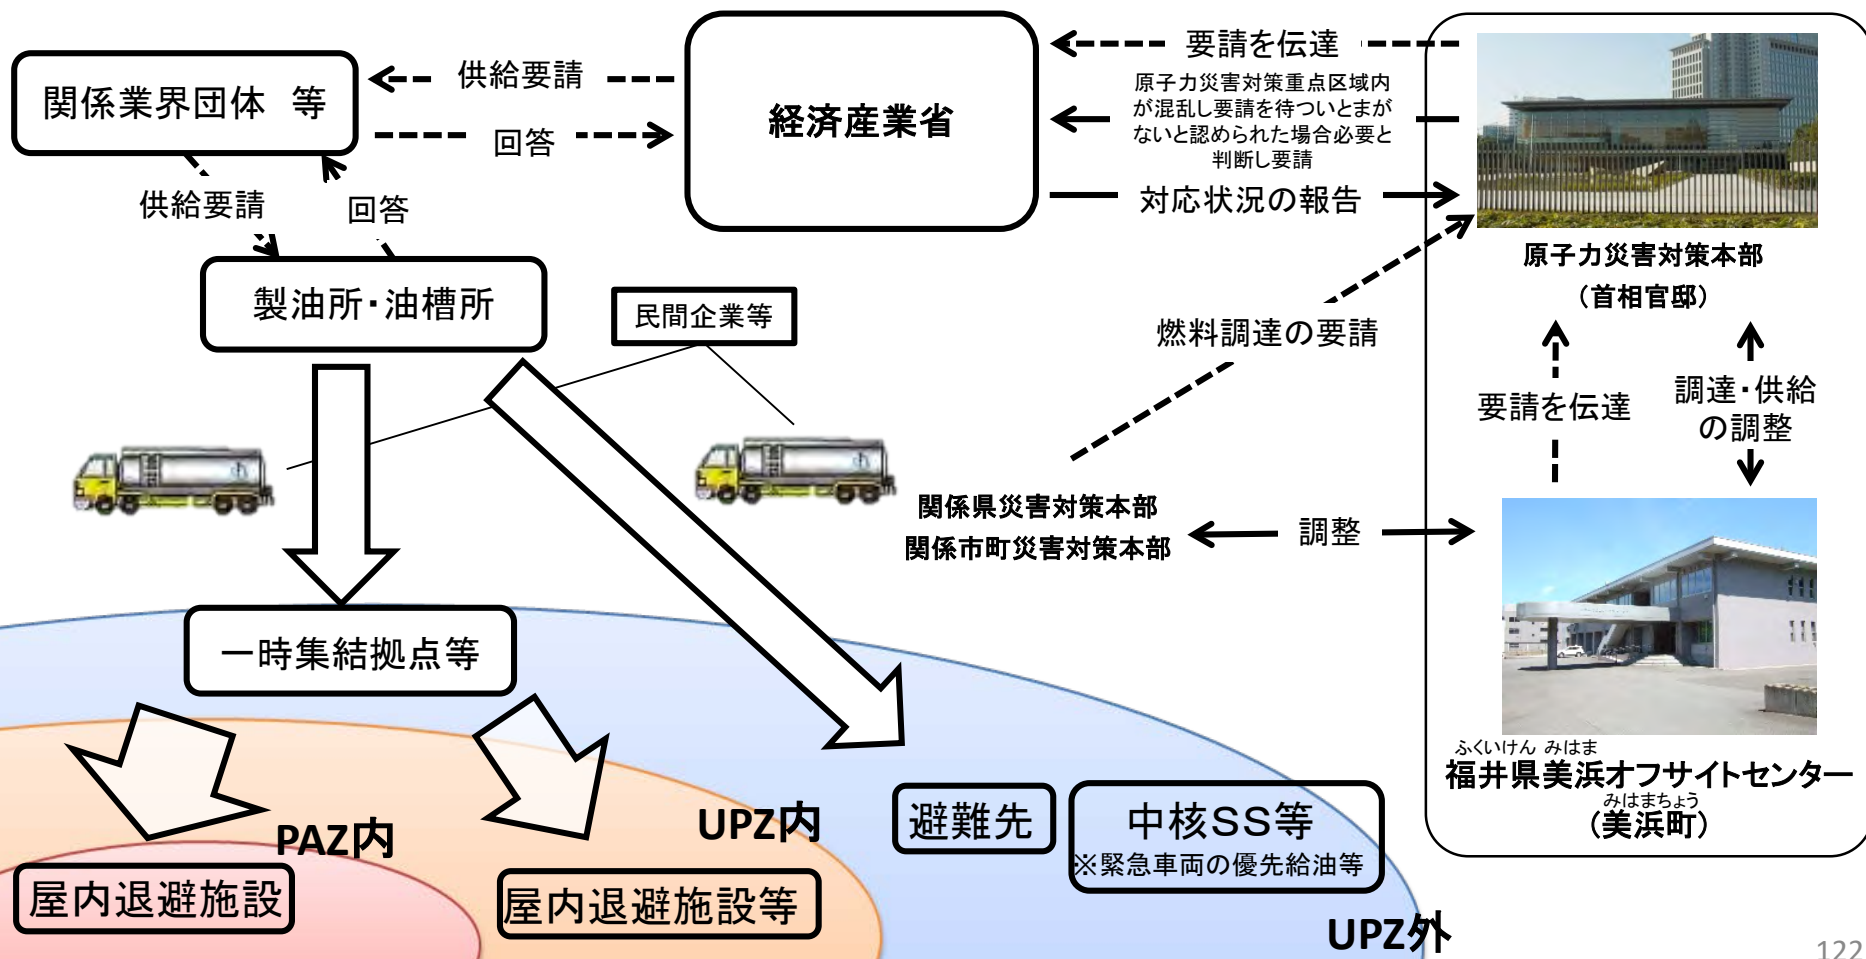 関係業界団体　等
供給要請
回答
経済産業省
要請を伝達
原子力災害対策重点区域内
が混乱し要請を待ついとまが
ないと認められた場合必要と
判断し要請
対応状況の報告
原子力災害対策本部
（首相官邸）
供給要請
回答
製油所・油槽所
民間企業等
燃料調達の要請
要請を伝達
調達・供給
の調整
関係県災害対策本部
関係市町災害対策本部
調整
ふくいけん みはま
福井県美浜オフサイトセンター
みはまちょう
（美浜町）
一時集結拠点等
PAZ内
UPZ内
避難先
中核SS等
※緊急車両の優先給油等
屋内退避施設
屋内退避施設等
UPZ外
122